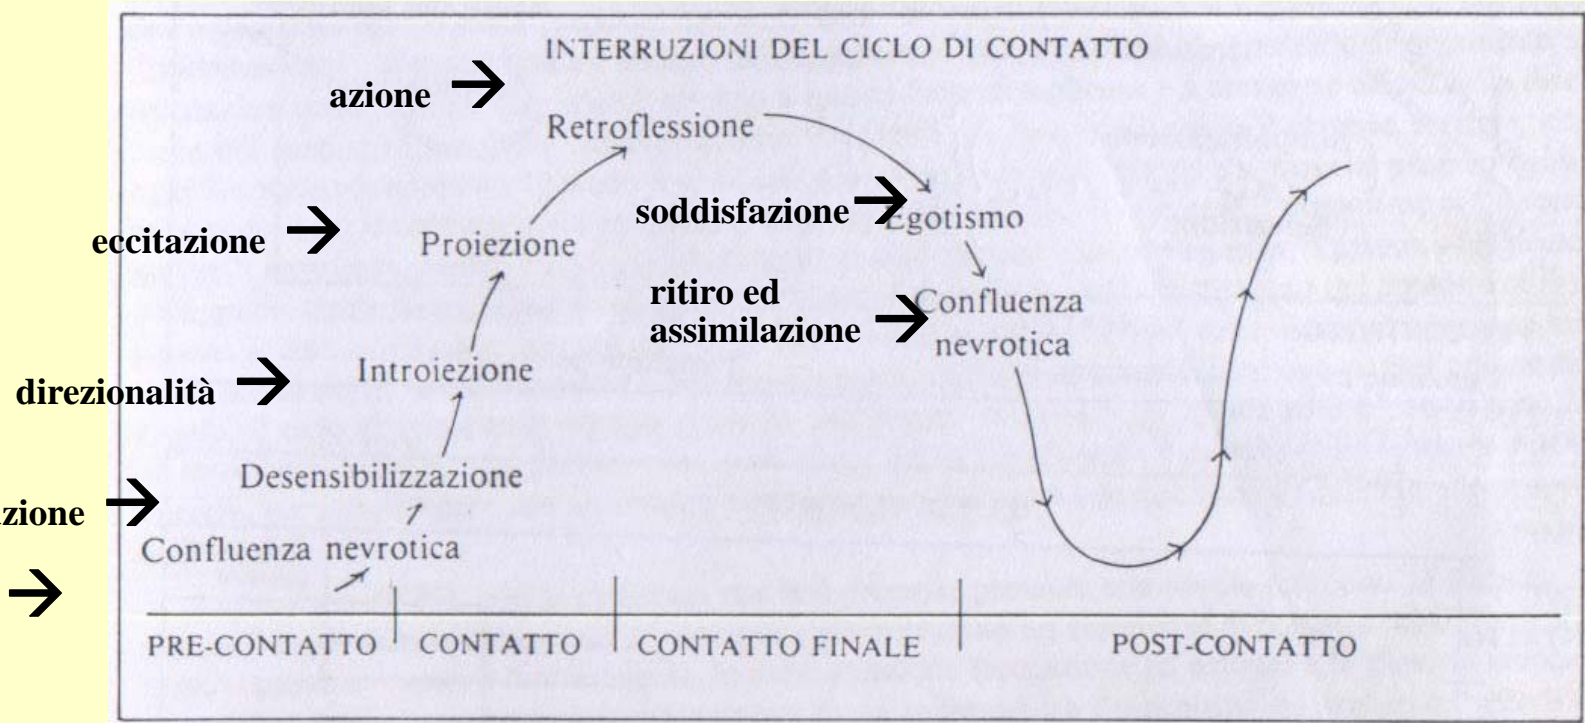 INTERRUZIONI DEL CICLO DI CONTATTO
azione
Retroflessione
soddisfazione
Egotismo
eccitazione
Proiezione
ritiro ed
assimilazione
Confluenza
nevrotica
direzionalità
Introiezione
Desensibilizzazione
Confluenza nevrotica
PRE-CONTATTO
CONTATTO
CONTATTO FINALE
POST-CONTATTO